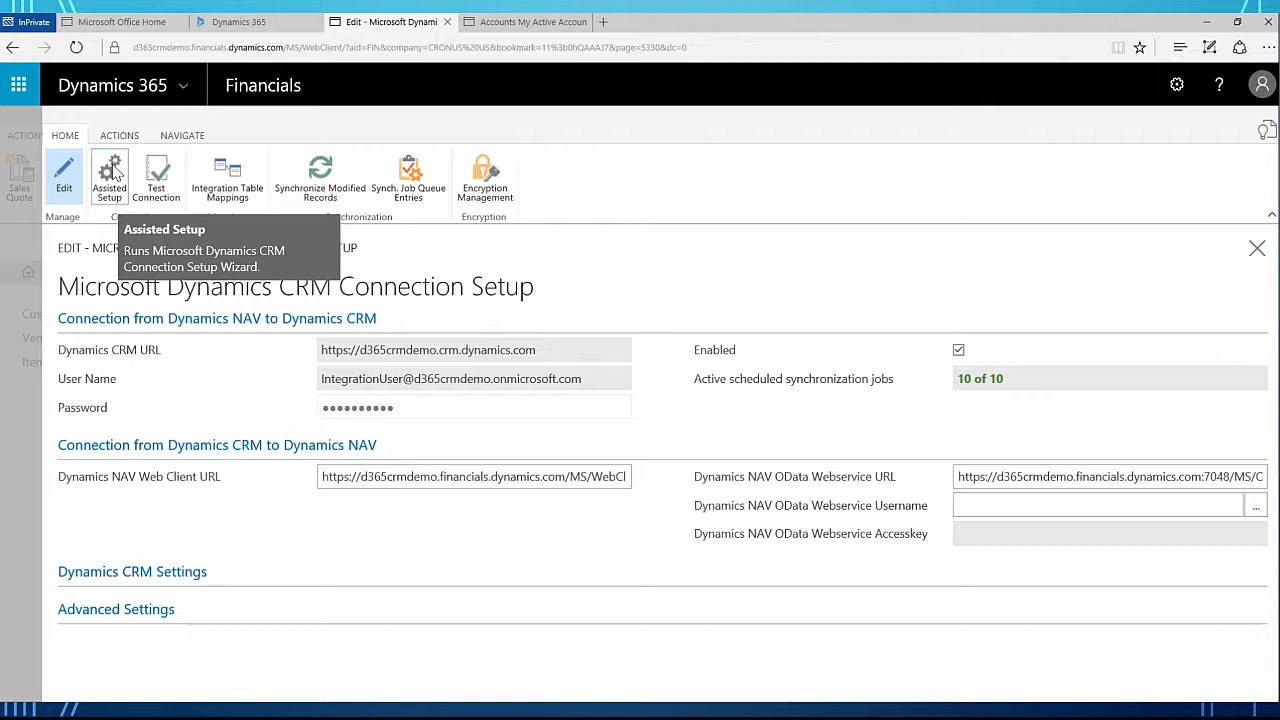 InPrivate
Microsoft Office Home
Dynamics 365
Edit - Microsoft Dynami
Accounts My Active Accoun
d365crmdemo.financials.dynamics.com/MS/WebClient/?aid=FIN&company=CRONUS%20US&bookmark=11%3b0hQAAAJ7&page=5330&dc=0
Dynamics 365
Financials
ACTION
HOME
ACTIONS
NAVIGATE
Sales
Quote
Edit
Assisted
Setup
Test
Connection
Integration Table
Mappings
Synchronize Modified
Records
Synch. Job Queue
Entries
Encryption
Management
Manage
Encryption
Assisted Setup
Runs Microsoft Dynamics CRM
Connection Setup Wizard.
Microsoft Dynamics CRM Connection Setup
Connection from Dynamics NAV to Dynamics CRM
Dynamics CRM URL
https://d365crmdemo.crm.dynamics.com
Enabled
User Name
IntegrationUser@d365crmdemo.onmicrosoft.com
Active scheduled synchronization jobs
10 of 10
Password
Connection from Dynamics CRM to Dynamics NAV
Dynamics NAV Web Client URL
https://d365crmdemo.financials.dynamics.com/MS/WebCl
Dynamics NAV OData Webservice URL
https://d365crmdemo.financials.dynamics.com:7048/MS/C
Dynamics NAV OData Webservice Username
...
Dynamics NAV OData Webservice Accesskey
Dynamics CRM Settings
Advanced Settings